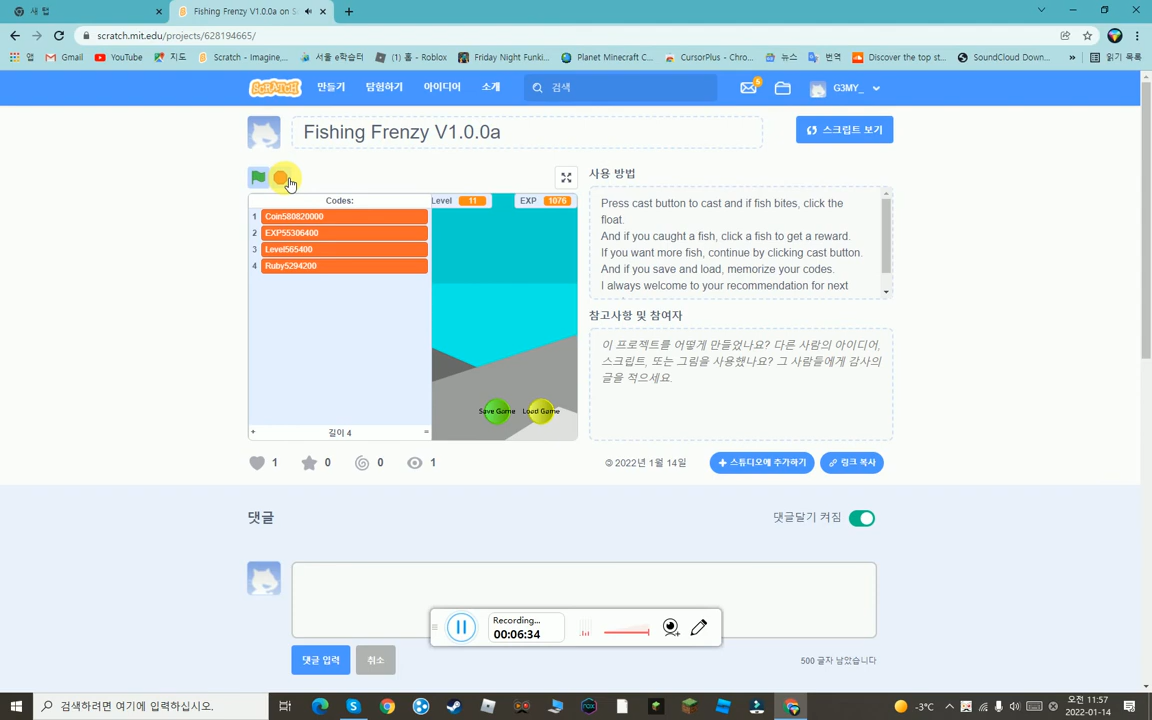 새 탭
Fishing Frenzy V1.0.0a on S
scratch.mit.edu/projects/628194665/
앱
Gmail
YouTube
지도
Scratch - Imagine,...
서울 e학습터
(1) 홈 - Roblox
Friday Night Funki...
Planet Minecraft C...
CursorPlus - Chro...
뉴스
번역
Discover the top st...
SoundCloud Down...
»
읽기 목록
SCRATCH
만들기
탐험하기
아이디어
소개
검색
5
G3MY_
Fishing Frenzy V1.0.0a
스크립트 보기
Codes:
1 Coin580820000
2 EXP55306400
3 Level565400
4 Ruby5294200
+ 길이 4 =
Level 11
EXP 1076
Save Game
Load Game
사용 방법
Press cast button to cast and if fish bites, click the
float.
And if you caught a fish, click a fish to get a reward.
If you want more fish, continue by clicking cast button.
And if you save and load, memorize your codes.
I always welcome to your recommendation for next
참고사항 및 참여자
이 프로젝트를 어떻게 만들었나요? 다른 사람의 아이디어,
스크립트, 또는 그림을 사용했나요? 그 사람들에게 감사의
글을 적으세요.
1
0
0
1
© 2022년 1월 14일
스튜디오에 추가하기
링크 복사
댓글
댓글달기 켜짐
Recording...
00:06:34
댓글 입력
취소
500 글자 남았습니다
검색하려면 여기에 입력하십시오.
-3°C
오전 11:57
2022-01-14